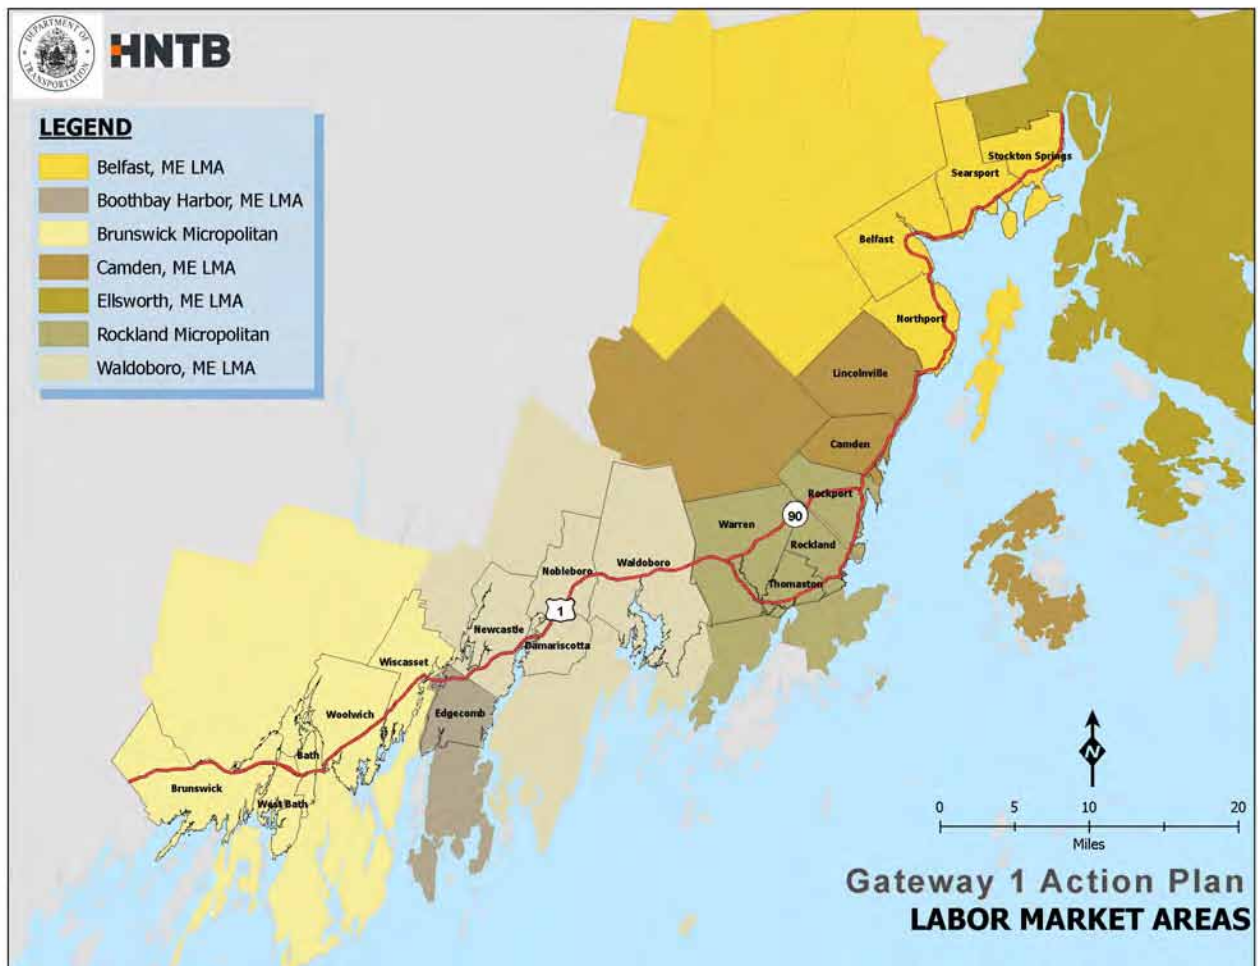 DEPARTMENT OF
TRANSPORTATION
HNTB
LEGEND
Belfast, ME LMA
Boothbay Harbor, ME LMA
Brunswick Micropolitan
Camden, ME LMA
Ellsworth, ME LMA
Rockland Micropolitan
Waldoboro, ME LMA
Stockton Springs
Searsport
Belfast
Northport
Lincolnville
Camden
Rockport
90
Warren
Rockland
Waldoboro
Nobleboro
Thomaston
1
Newcastle
Damariscotta
Wiscasset
Woolwich
Edgecomb
Bath
Brunswick
West Bath
N
0 5 10 20
Miles
Gateway 1 Action Plan
LABOR MARKET AREAS